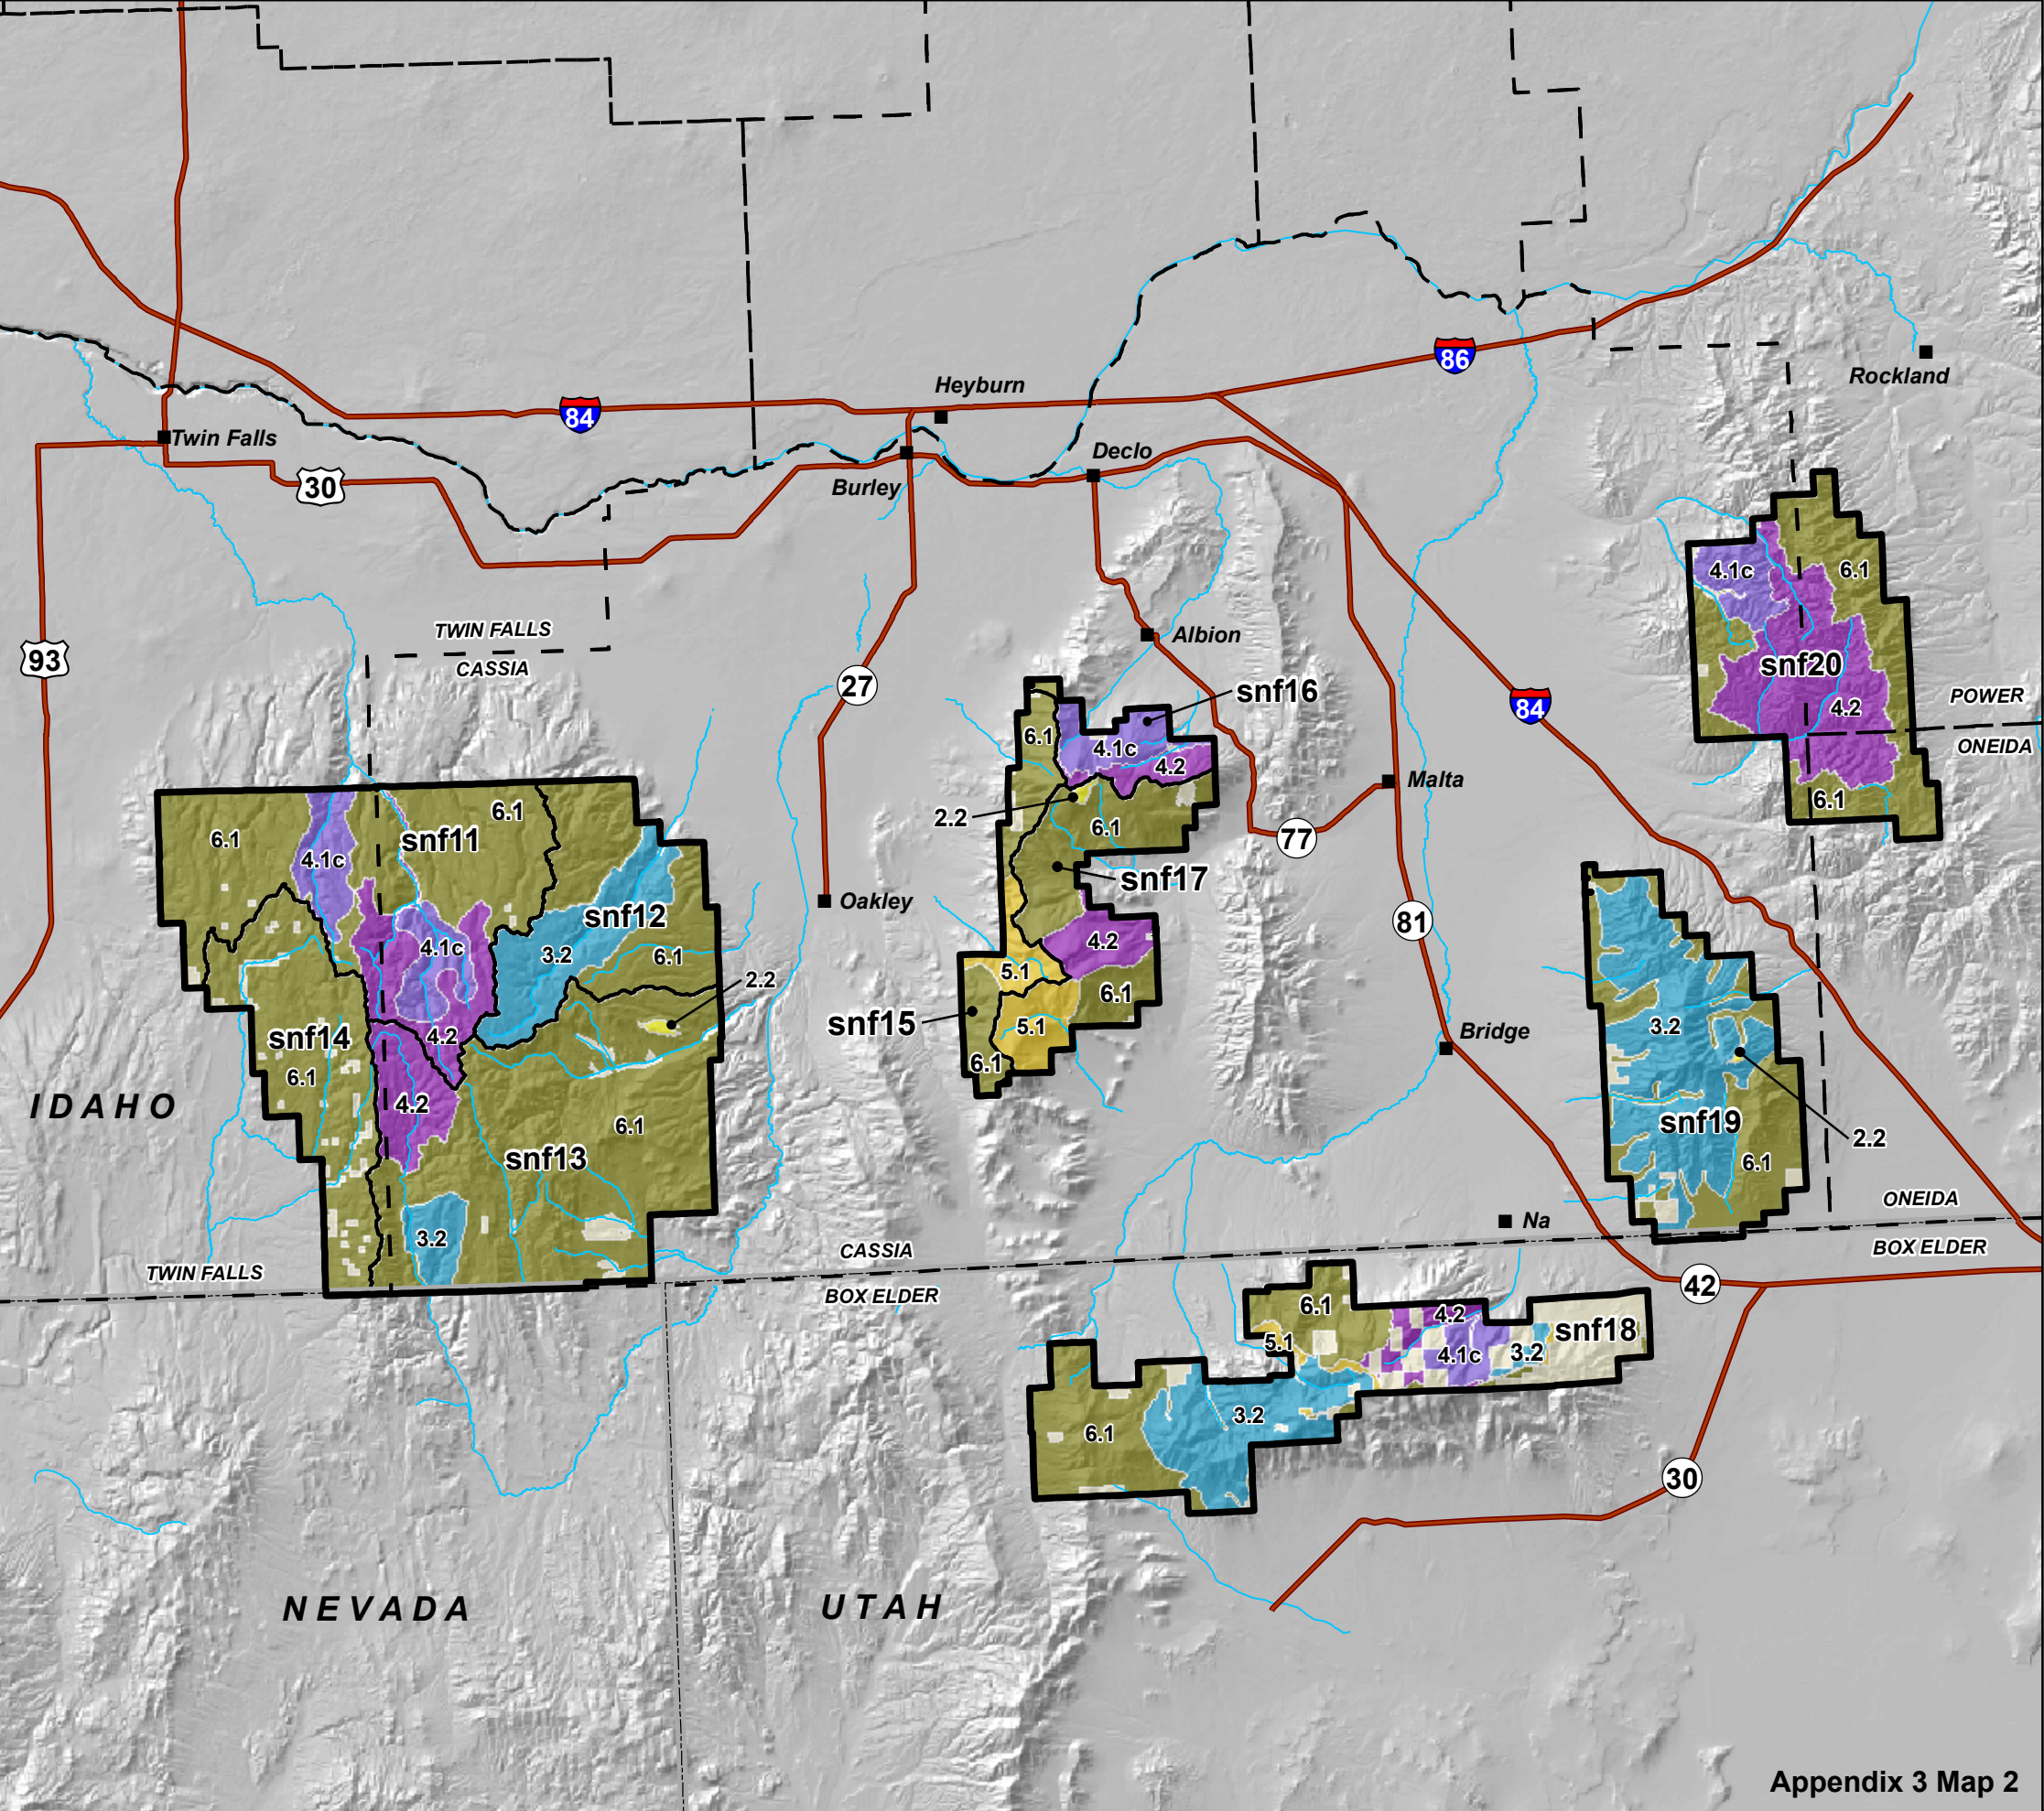 86
Heyburn
Rockland
84
Twin Falls
Declo
30
Burley
4.1c
6.1
TWIN FALLS
Albion
93
CASSIA
snf20
27
snf16
POWER
84
4.2
6.1
4.1c
ONEIDA
4.2
Malta
6.1
6.1
snf11
2.2
6.1
77
6.1
4.1c
snf17
Oakley
snf12
81
4.1c
3.2
4.2
6.1
2.2
5.1
6.1
snf15
5.1
3.2
Bridge
snf14
4.2
6.1
6.1
IDAHO
4.2
snf19
6.1
2.2
snf13
6.1
ONEIDA
Na
3.2
CASSIA
BOX ELDER
TWIN FALLS
42
BOX ELDER
6.1
4.2
snf18
5.1
4.1c
3.2
3.2
6.1
30
NEVADA
UTAH
Appendix 3 Map 2